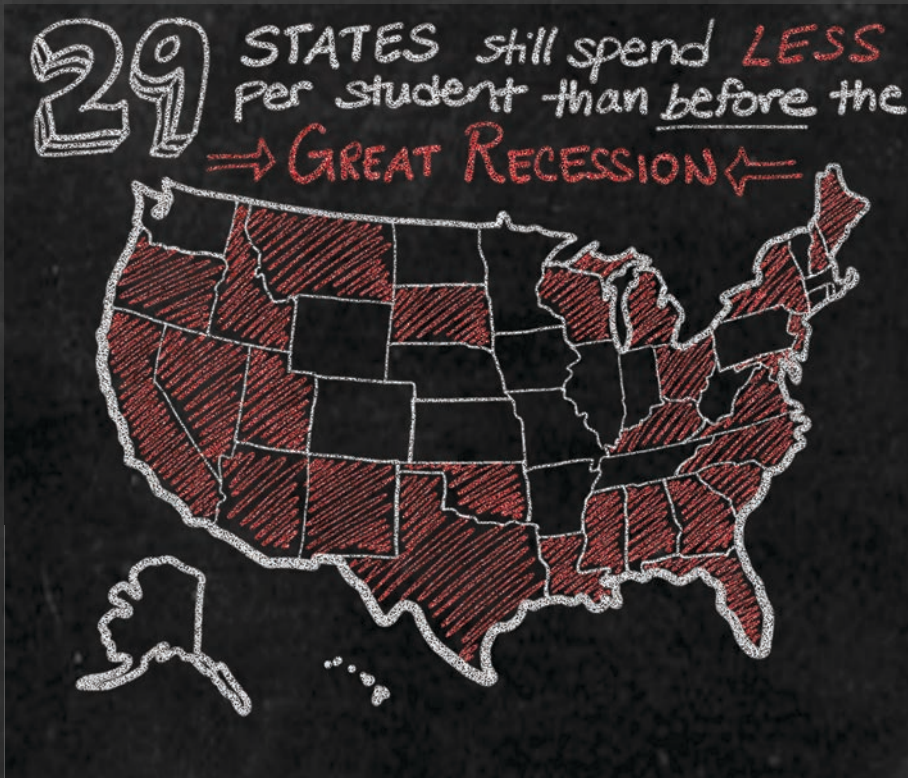 29 STATES still spend LESS
per student than before the
GREAT RECESSION